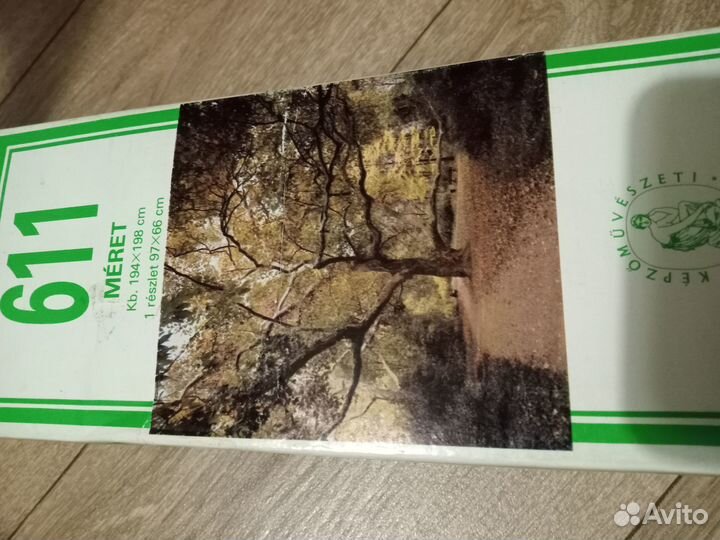 611
MÉRET
Kb. 194×198 cm
1 részlet 97×66 cm
KÉPZŐMŰVÉSZETI •
Avito